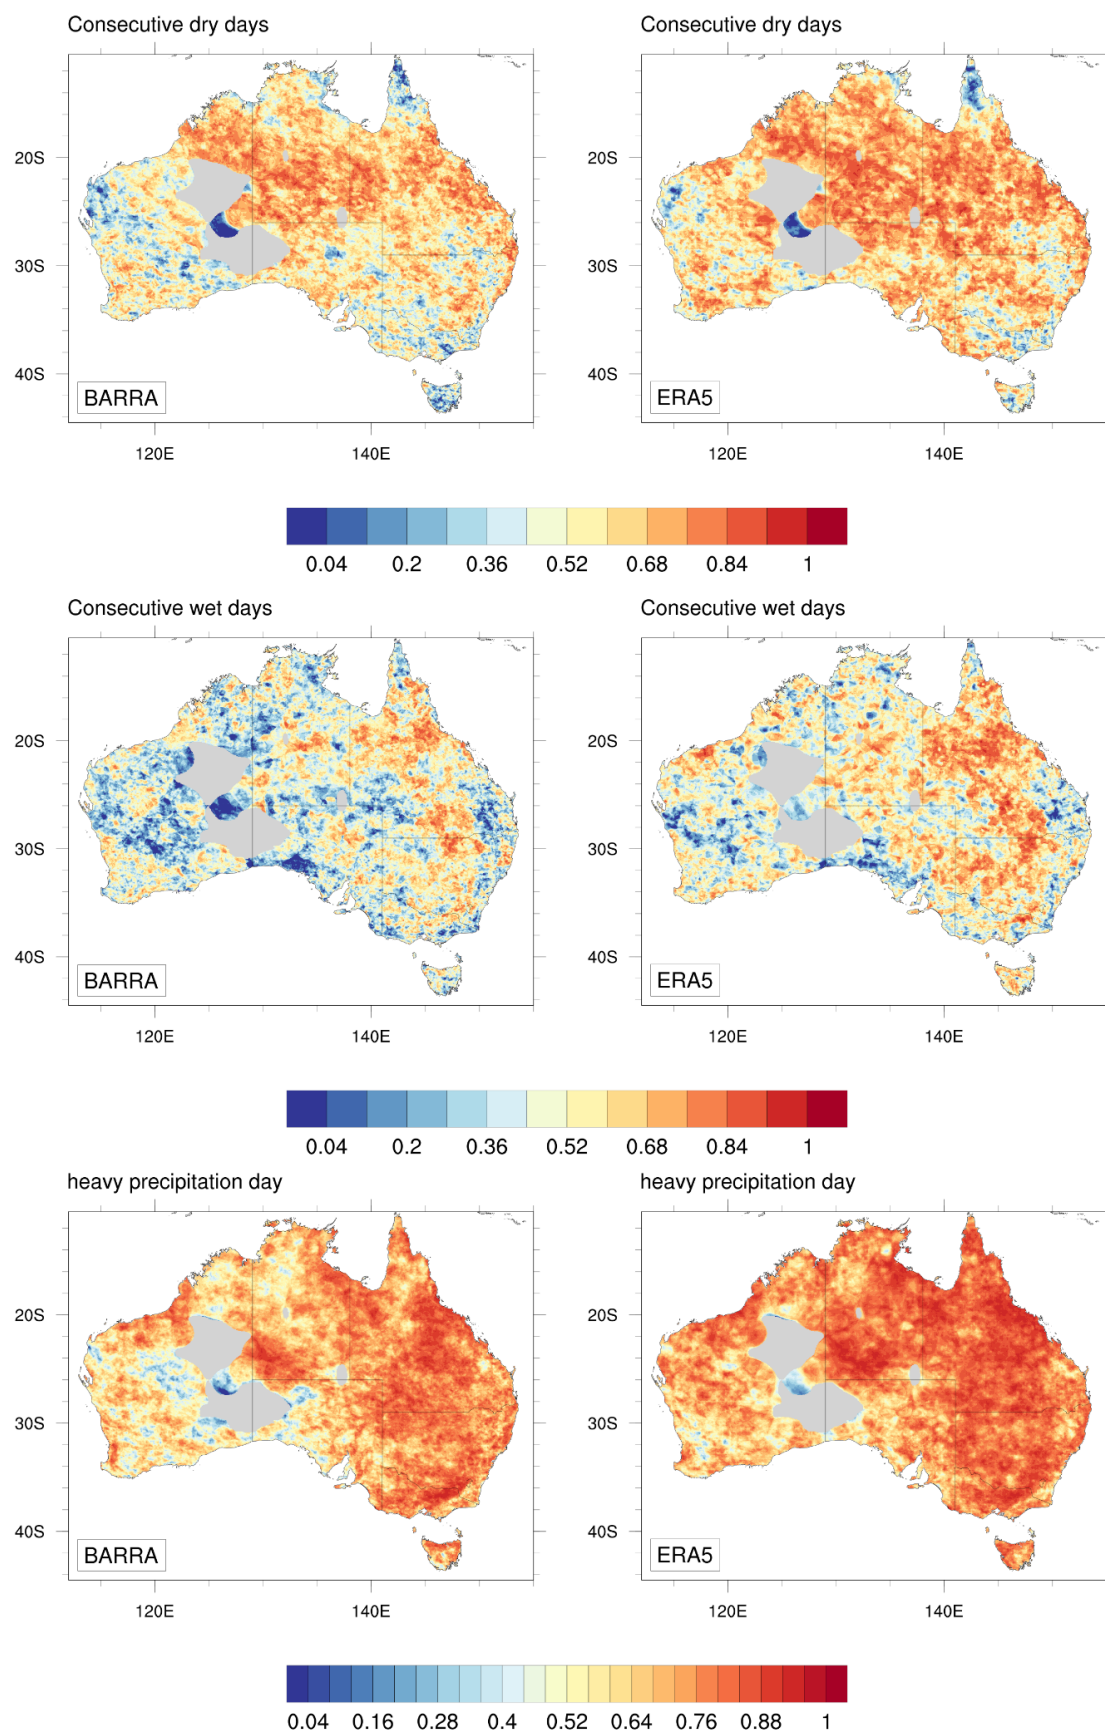 Consecutive dry days Consecutive dry days
20S 20S
30S 30S
40S 40S
BARRA ERA5
120E 140E 120E 140E
0.04 0.2 0.36 0.52 0.68 0.84 1
Consecutive wet days Consecutive wet days
20S 20S
30S 30S
40S 40S
BARRA ERA5
120E 140E 120E 140E
0.04 0.2 0.36 0.52 0.68 0.84 1
heavy precipitation day heavy precipitation day
20S 20S
30S 30S
40S 40S
BARRA ERA5
120E 140E 120E 140E
0.04 0.16 0.28 0.4 0.52 0.64 0.76 0.88 1